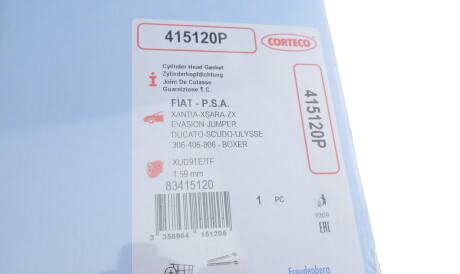 415120P
CORTECO
Cylinder Head Gasket
Zylinderkopfdichtung
Joint De Culasse
Guarnizione T.C.
FIAT - P.S.A.
XANTIA-XSARA-ZX
EVASION-JUMPER
DUCATO-SCUDO-ULYSSE
306-406-806 - BOXER
XUD9TE/TF
1,59 mm
83415120
1 PC
3 358964 151208
415120P
EAC
Freudenberg